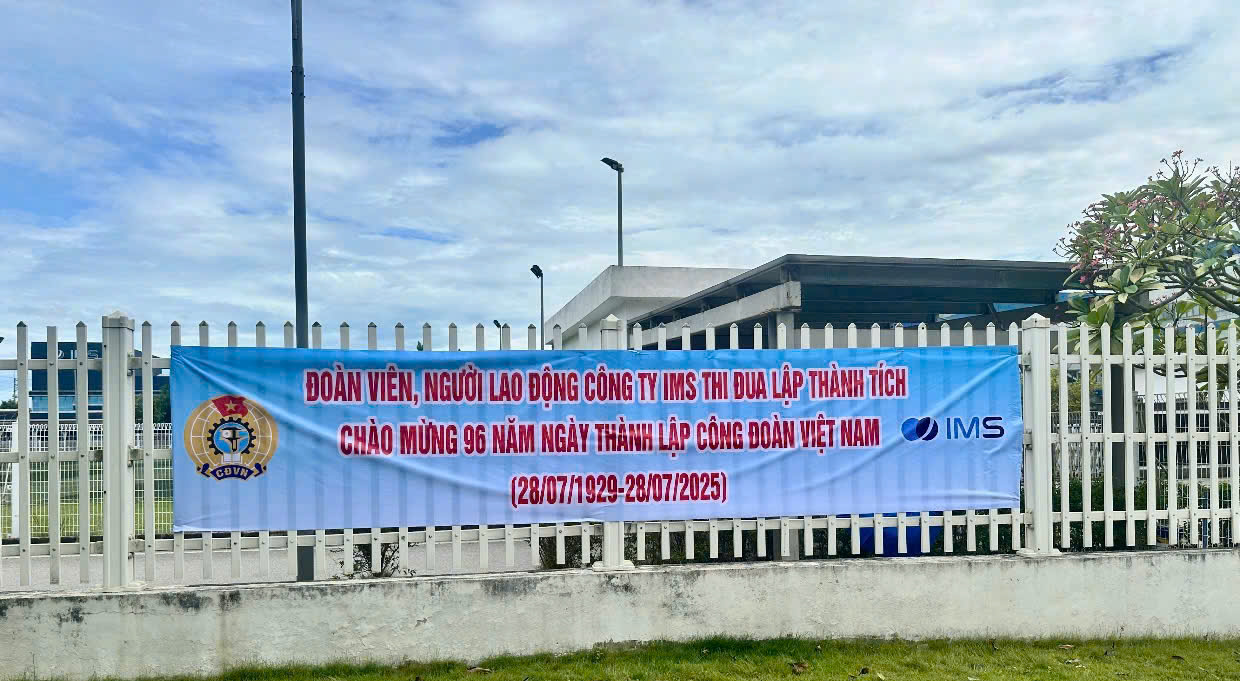 ĐOÀN VIÊN, NGƯỜI LAO ĐỘNG CÔNG TY IMS THI ĐUA LẬP THÀNH TÍCH
CHÀO MỪNG 96 NĂM NGÀY THÀNH LẬP CÔNG ĐOÀN VIỆT NAM
(28/07/1929-28/07/2025)
CĐVN
IMS